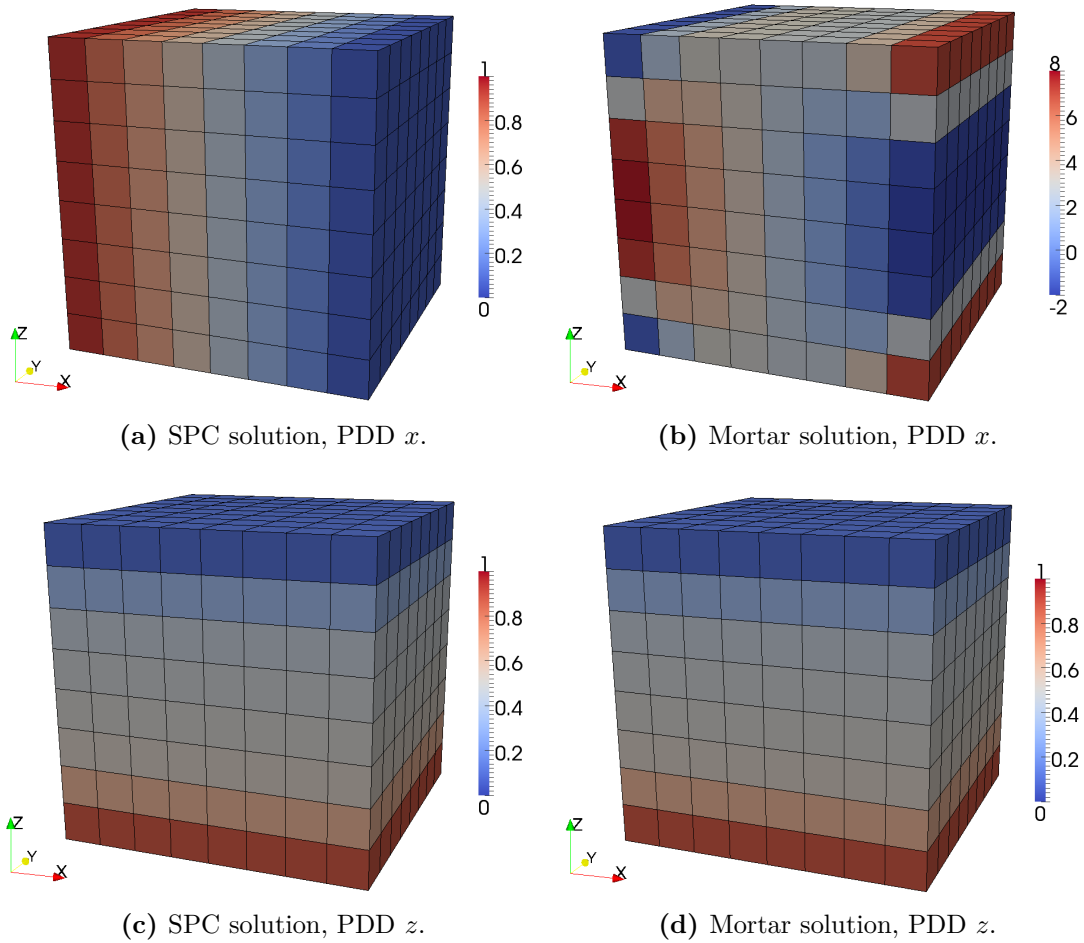 1
0.8
0.6
0.4
0.2
0
Z
Y
X
8
6
4
2
0
-2
Z
Y
X
(a) SPC solution, PDD x.
(b) Mortar solution, PDD x.
1
0.8
0.6
0.4
0.2
0
Z
Y
X
1
0.8
0.6
0.4
0.2
0
Z
Y
X
(c) SPC solution, PDD z.
(d) Mortar solution, PDD z.